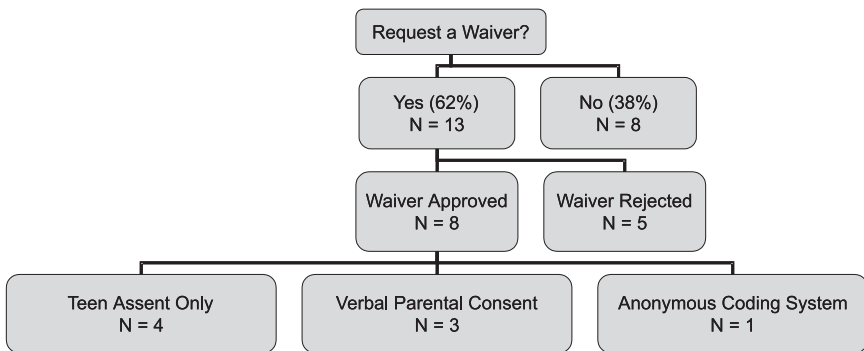 Request a Waiver?
Yes (62%)
N = 13
No (38%)
N = 8
Waiver Approved
N = 8
Waiver Rejected
N = 5
Teen Assent Only
N = 4
Verbal Parental Consent
N = 3
Anonymous Coding System
N = 1